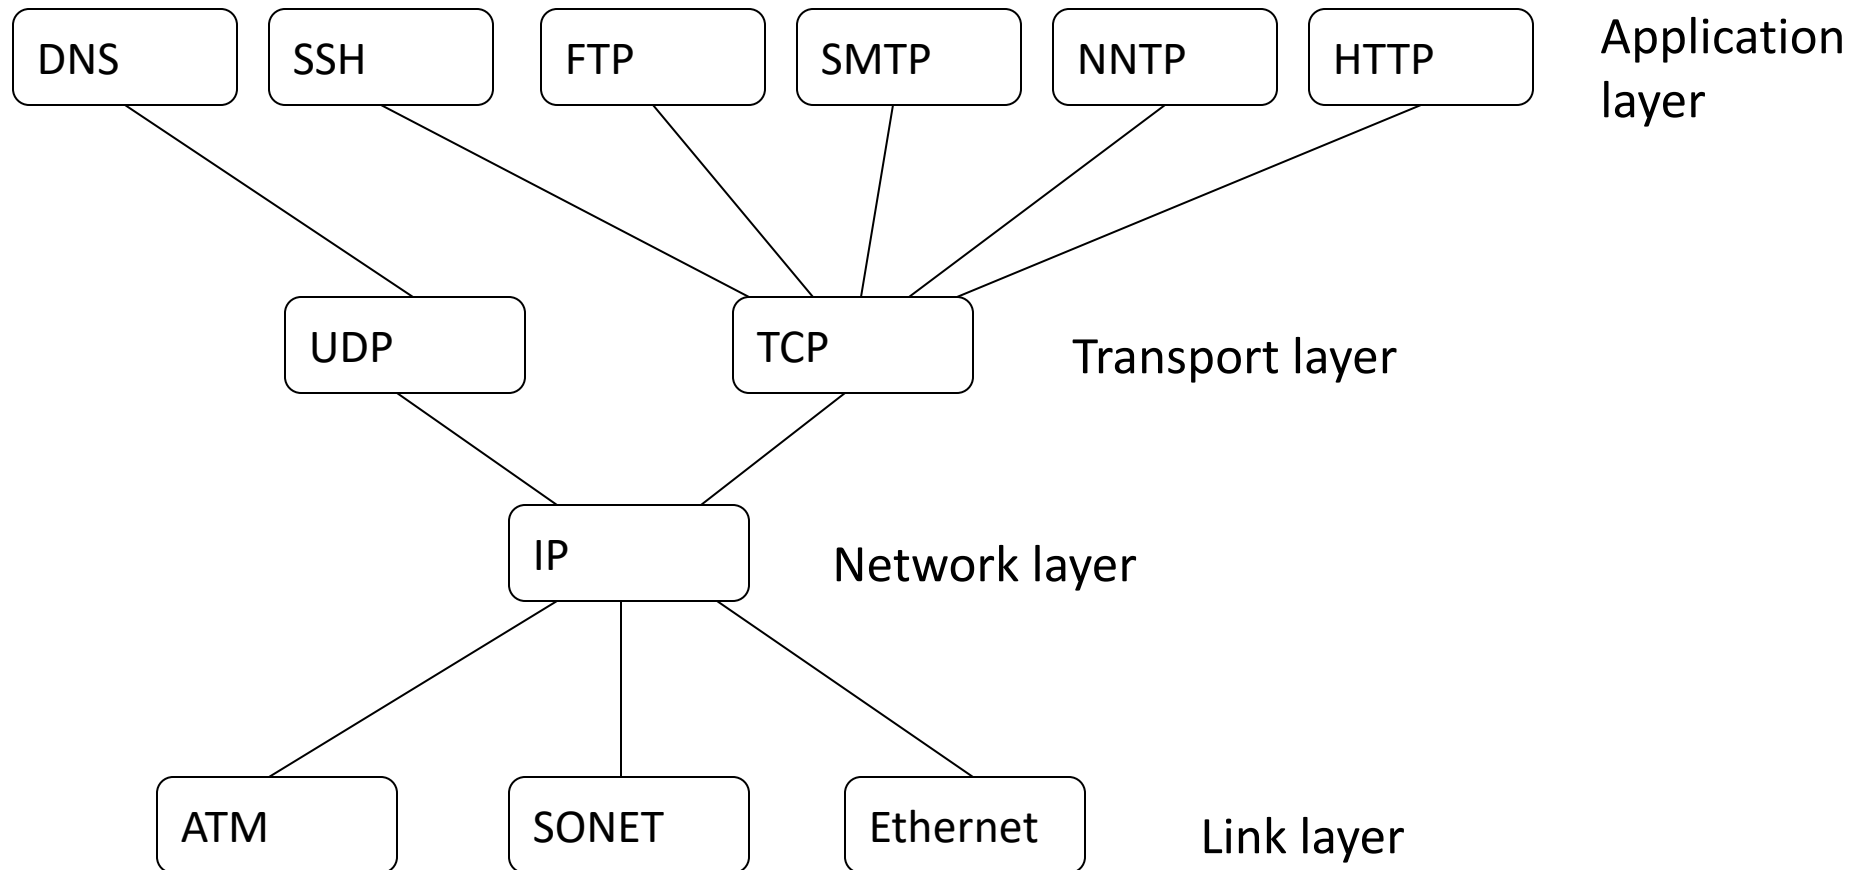 DNS
SSH
FTP
SMTP
NNTP
HTTP
Application
layer
UDP
TCP
Transport layer
IP
Network layer
ATM
SONET
Ethernet
Link layer